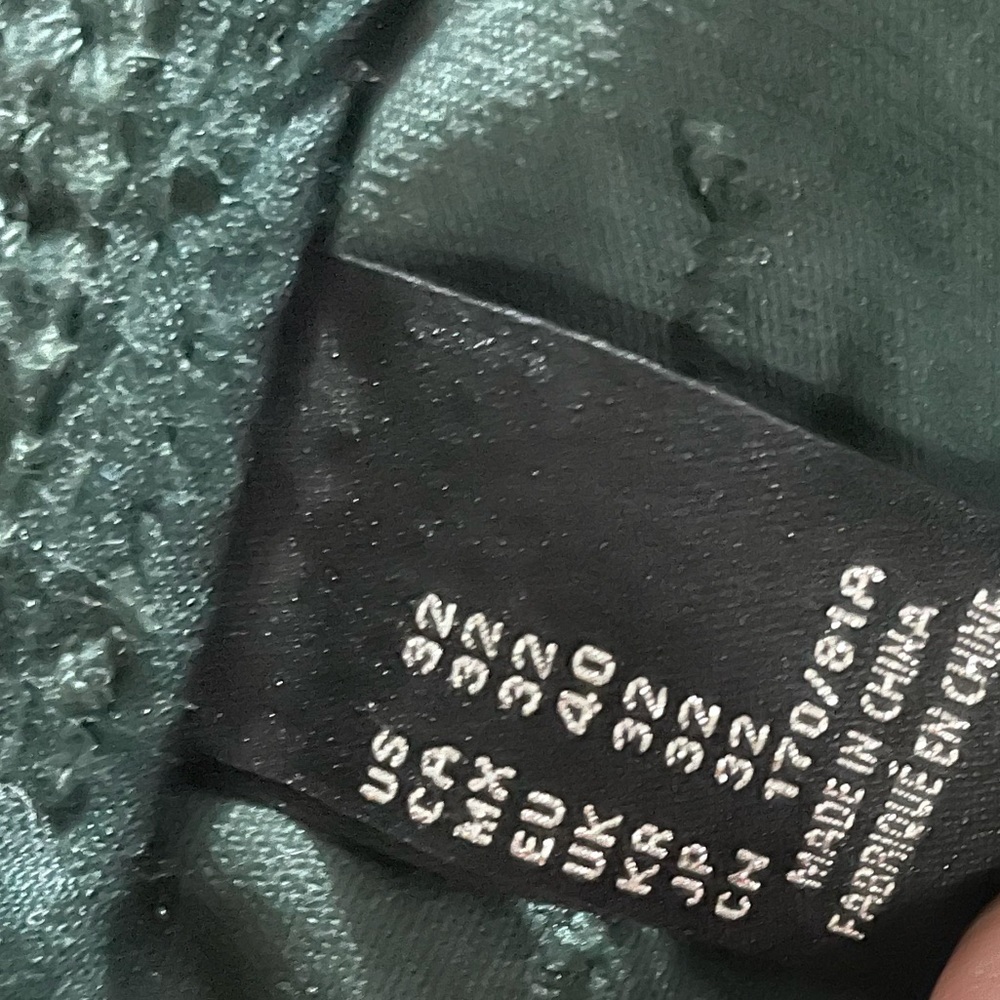 US 32
CA 32
MX 32
EU 40
UK 32
KR 32
JP 32
CN 170/81A
MADE IN CHINA
FABRIQUÉ EN CHINE